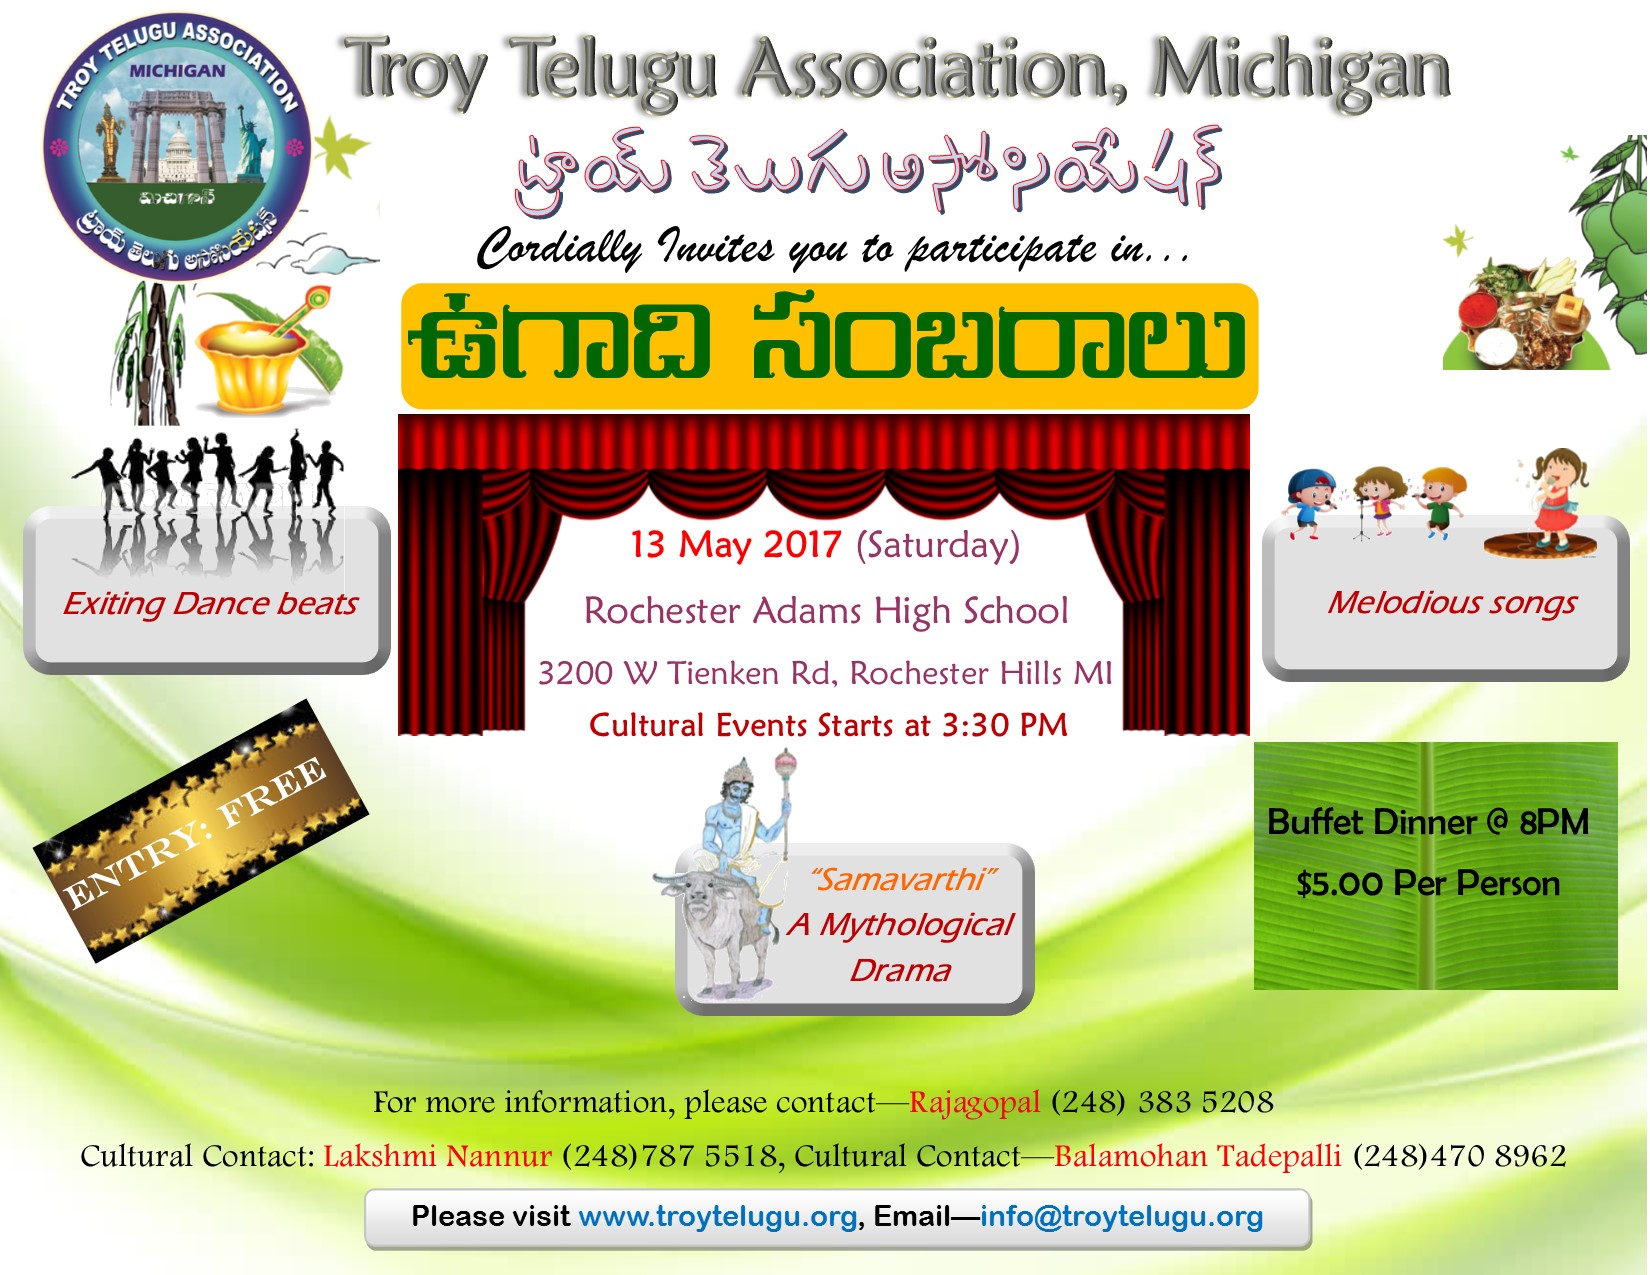 TROY TELUGU ASSOCIATION
MICHIGAN
మిచిగాన్
ట్రాయ్ తెలుగు అసోసియేషన్
Troy Telugu Association, Michigan
ట్రాయ్ తెలుగు అసోసియేషన్
Cordially Invites you to participate in...
ఉగాది సంబరాలు
13 May 2017 (Saturday)
Rochester Adams High School
3200 W Tienken Rd, Rochester Hills MI
Cultural Events Starts at 3:30 PM
Exiting Dance beats
Melodious songs
ENTRY: FREE
Buffet Dinner @ 8PM
$5.00 Per Person
“Samavarthi”
A Mythological
Drama
For more information, please contact—Rajagopal (248) 383 5208
Cultural Contact: Lakshmi Nannur (248)787 5518, Cultural Contact—Balamohan Tadepalli (248)470 8962
Please visit www.troytelugu.org, Email—info@troytelugu.org